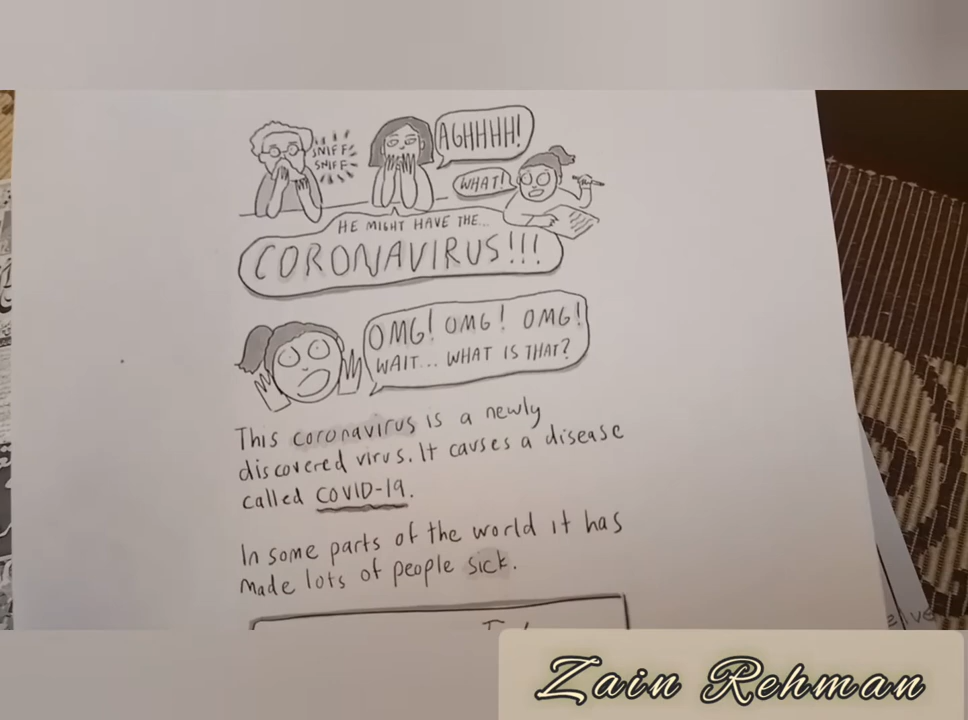 SNIFF
SNIFF
AGHHHH!
WHAT!
HE MIGHT HAVE THE...
CORONAVIRUS!!!
OMG! OMG! OMG!
WAIT... WHAT IS THAT?
This coronavirus is a newly
discovered virus. It causes a disease
called COVID-19.
In some parts of the world it has
made lots of people sick.
Zain Rehman